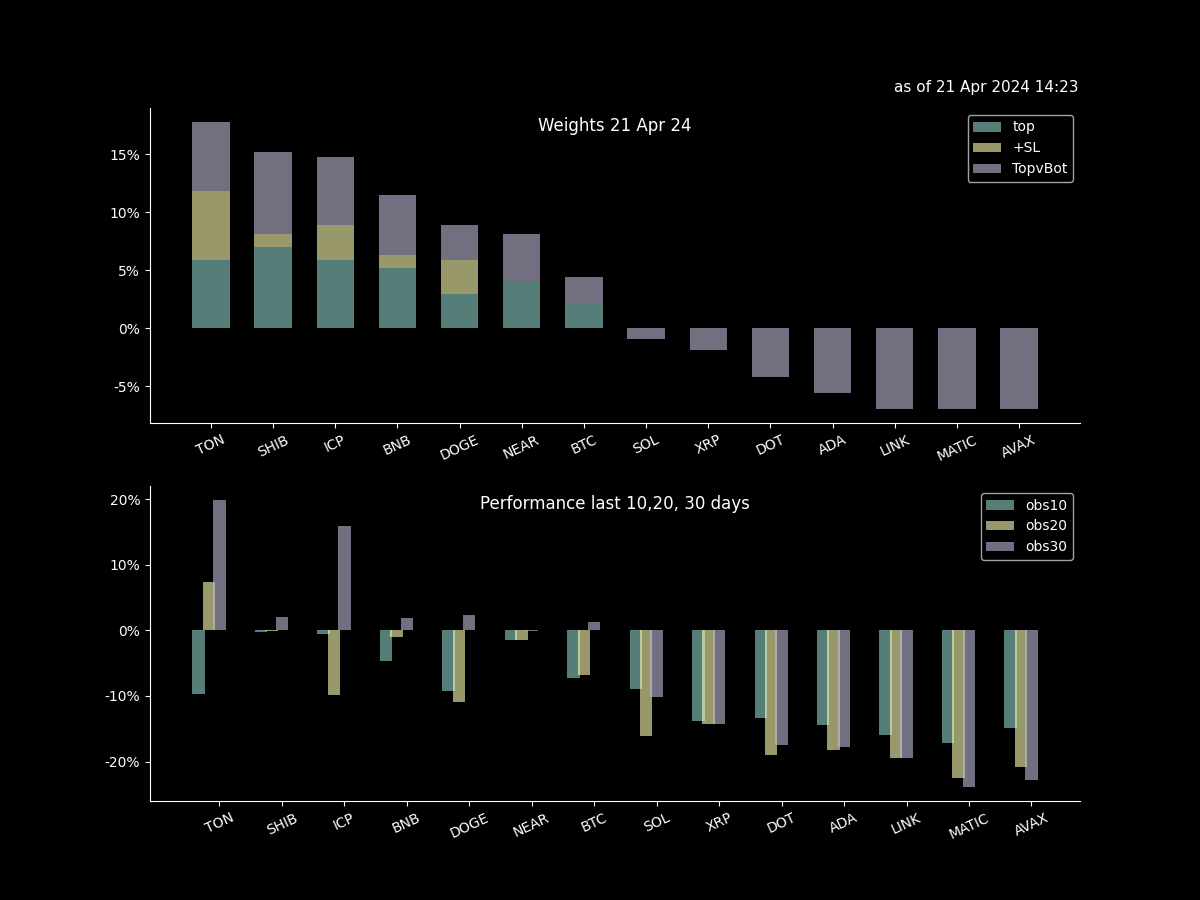 as of 21 Apr 2024 14:23
Weights 21 Apr 24
top
+SL
TopvBot
15%
10%
5%
0%
-5%
TON SHIB ICP BNB DOGE NEAR BTC SOL XRP DOT ADA LINK MATIC AVAX
Performance last 10,20, 30 days
obs10
obs20
obs30
20%
10%
0%
-10%
-20%
TON SHIB ICP BNB DOGE NEAR BTC SOL XRP DOT ADA LINK MATIC AVAX